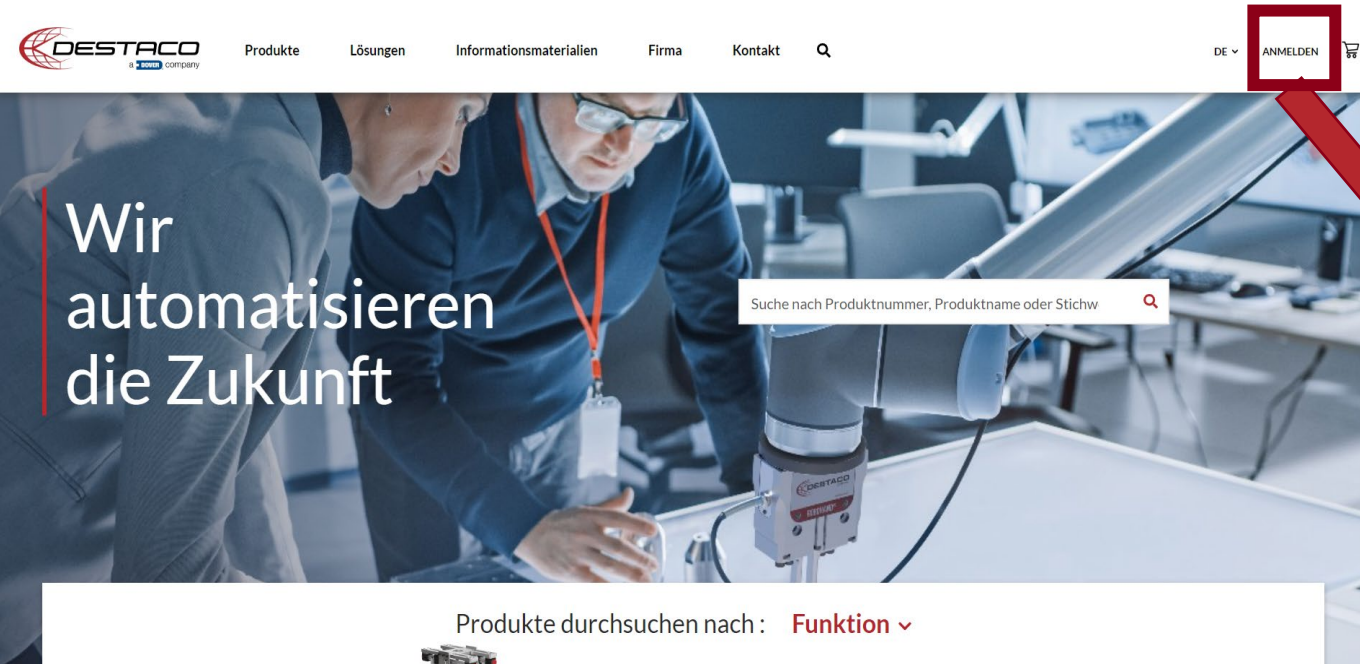 DESTACO
a DOVER company
Produkte
Lösungen
Informationsmaterialien
Firma
Kontakt
DE
ANMELDEN
Wir
automatisieren
die Zukunft
Suche nach Produktnummer, Produktname oder Stichw
DESTACO
Produkte durchsuchen nach : Funktion